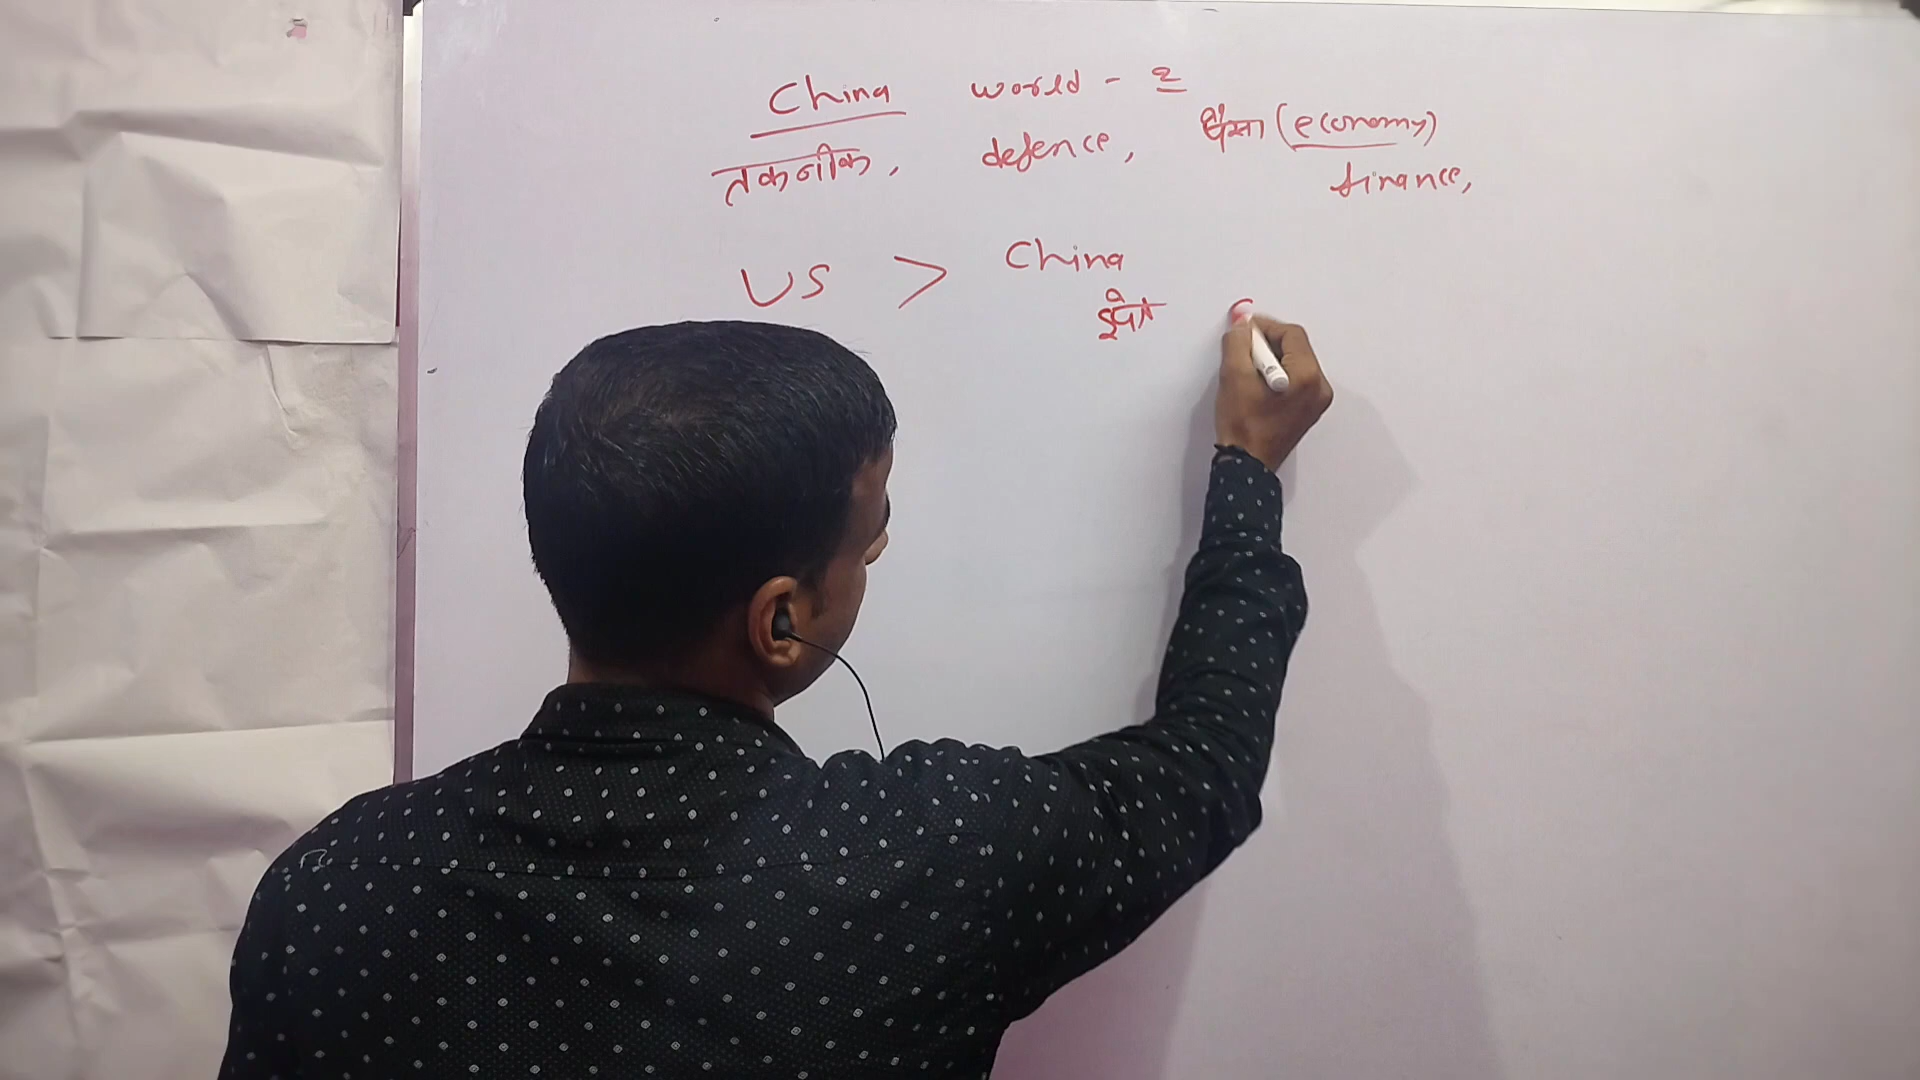 China world - 2
तकनीक, defence, पैसा (economy)
finance,
US > China